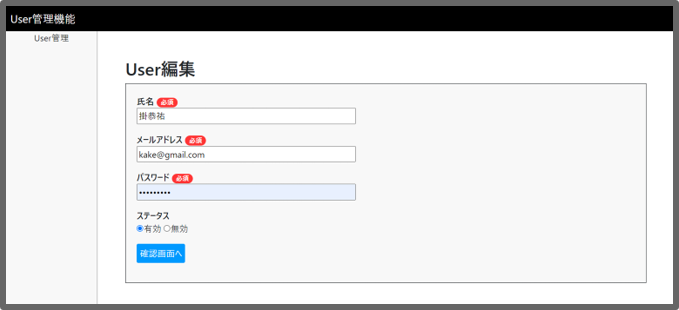 User管理機能
User管理
User編集
氏名 必須
掛恭祐
メールアドレス 必須
kake@gmail.com
パスワード 必須
•••••••••
ステータス
有効 無効
確認画面へ